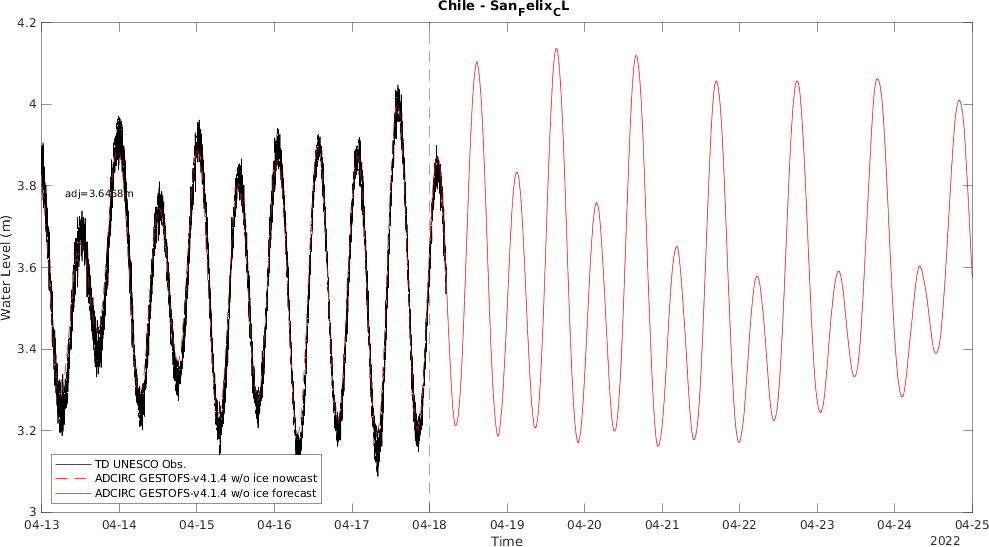 Chile - SanFelixCL
Water Level (m)
4.2
4
3.8
3.6
3.4
3.2
3
adj=3.6468m
TD UNESCO Obs.
ADCIRC GESTOFS-v4.1.4 w/o ice nowcast
ADCIRC GESTOFS-v4.1.4 w/o ice forecast
04-13 04-14 04-15 04-16 04-17 04-18 04-19 04-20 04-21 04-22 04-23 04-24 04-25
Time
2022